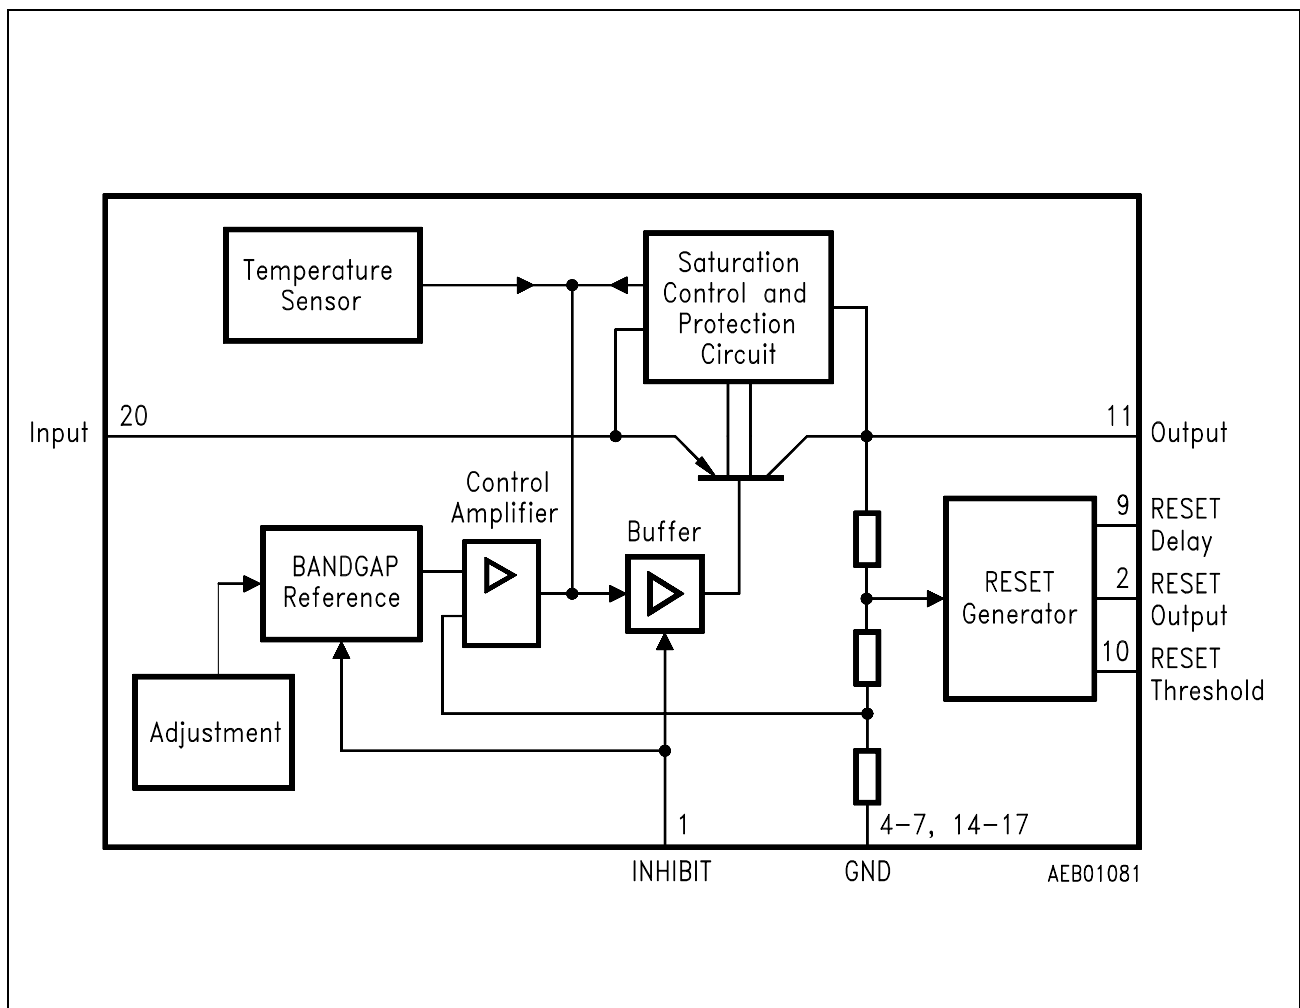 Temperature
Sensor
Saturation
Control and
Protection
Circuit
20
Input
11
Output
Control
Amplifier
Buffer
BANDGAP
Reference
Adjustment
RESET
Generator
9
RESET
Delay
2
RESET
Output
10
RESET
Threshold
1
4-7, 14-17
INHIBIT
GND
AEB01081